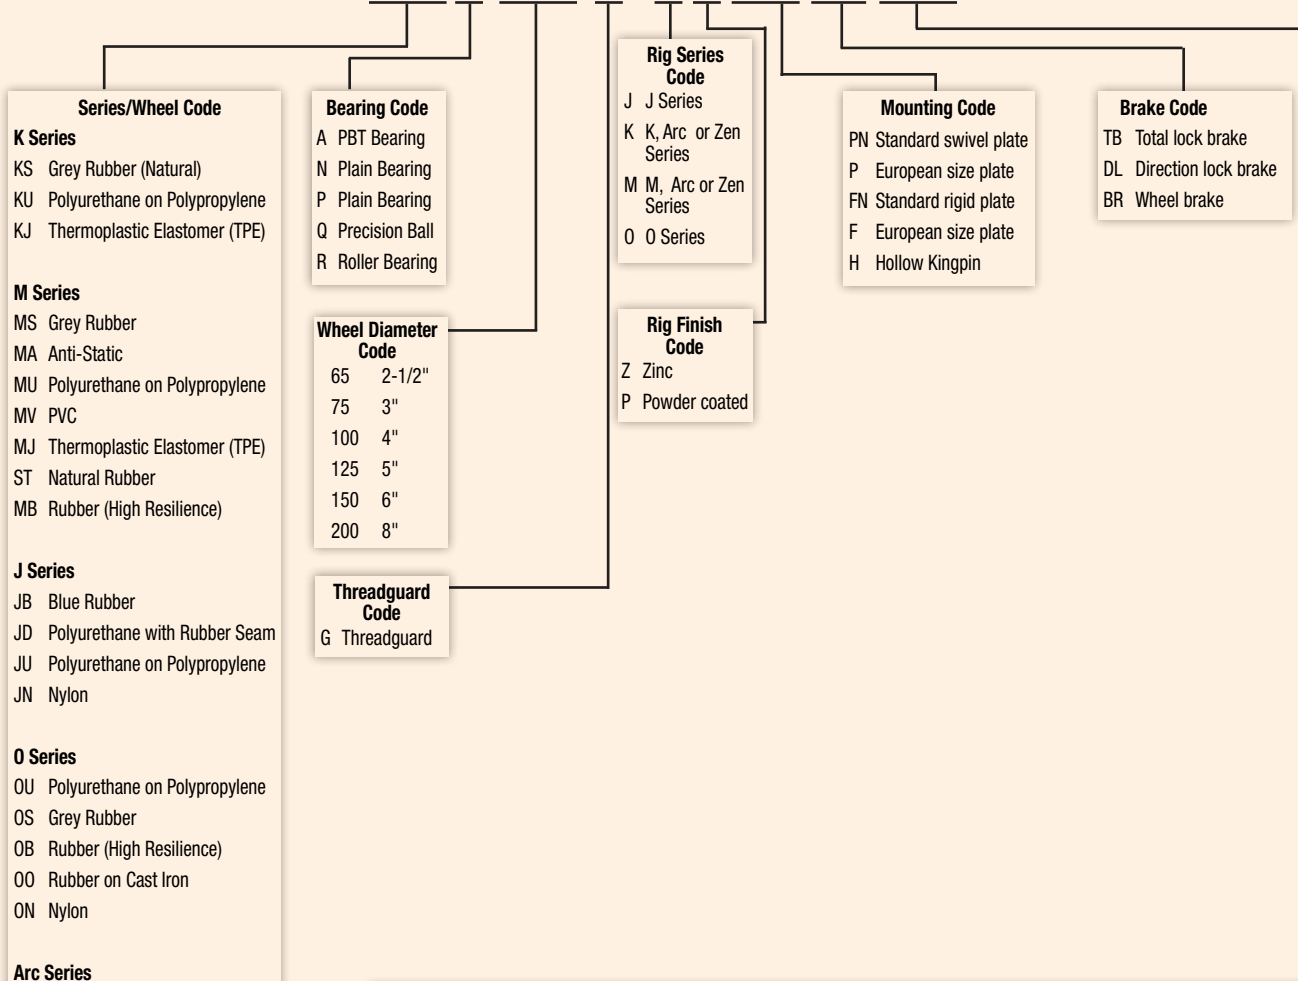 Series/Wheel Code
K Series
KS Grey Rubber (Natural)
KU Polyurethane on Polypropylene
KJ Thermoplastic Elastomer (TPE)
M Series
MS Grey Rubber
MA Anti-Static
MU Polyurethane on Polypropylene
MV PVC
MJ Thermoplastic Elastomer (TPE)
ST Natural Rubber
MB Rubber (High Resilience)
J Series
JB Blue Rubber
JD Polyurethane with Rubber Seam
JU Polyurethane on Polypropylene
JN Nylon
O Series
OU Polyurethane on Polypropylene
OS Grey Rubber
OB Rubber (High Resilience)
OO Rubber on Cast Iron
ON Nylon
Arc Series
Bearing Code
A PBT Bearing
N Plain Bearing
P Plain Bearing
Q Precision Ball
R Roller Bearing
Wheel Diameter
Code
65 2-1/2"
75 3"
100 4"
125 5"
150 6"
200 8"
Threadguard
Code
G Threadguard
Rig Series
Code
J J Series
K K, Arc or Zen
Series
M M, Arc or Zen
Series
O O Series
Rig Finish
Code
Z Zinc
P Powder coated
Mounting Code
PN Standard swivel plate
P European size plate
FN Standard rigid plate
F European size plate
H Hollow Kingpin
Brake Code
TB Total lock brake
DL Direction lock brake
BR Wheel brake